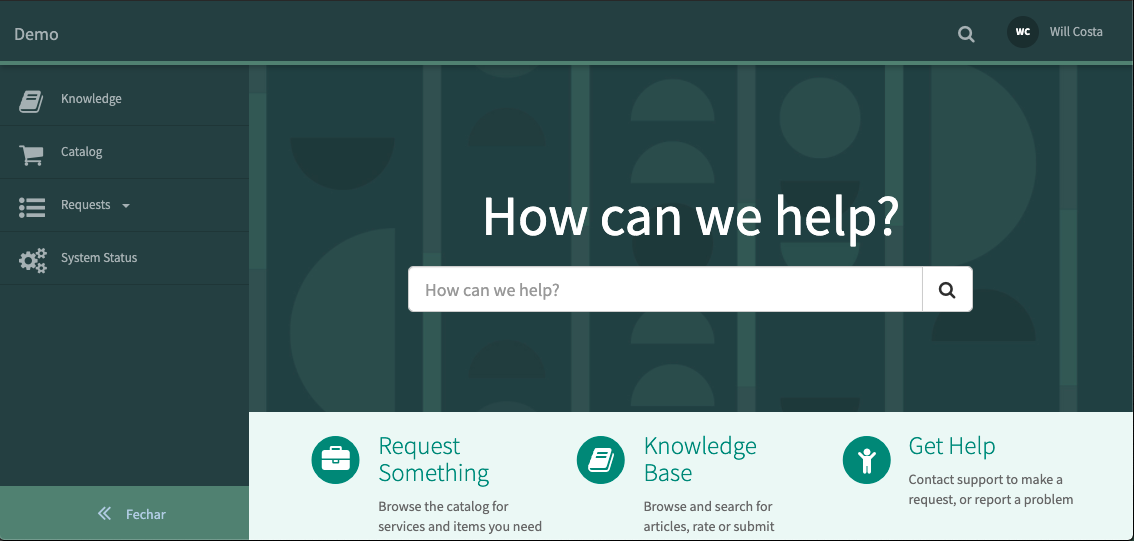 Demo
WC
Will Costa
Knowledge
Catalog
Requests
System Status
Fechar
How can we help?
How can we help?
Request
Something
Browse the catalog for
services and items you need
Knowledge
Base
Browse and search for
articles, rate or submit
Get Help
Contact support to make a
request, or report a problem